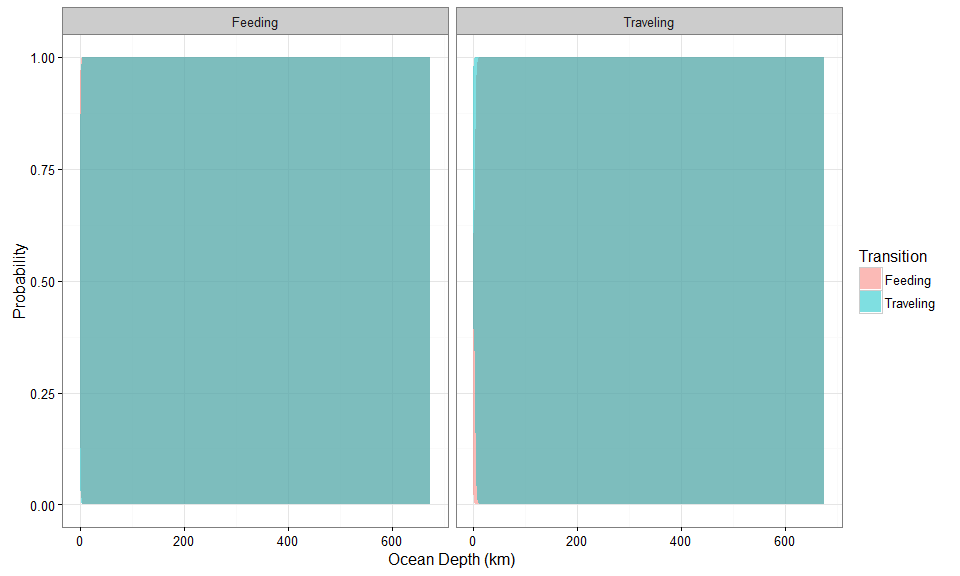 Feeding
Traveling
1.00
0.75
0.50
0.25
0.00
Probability
0
200
400
600
0
200
400
600
Ocean Depth (km)
Transition
Feeding
Traveling